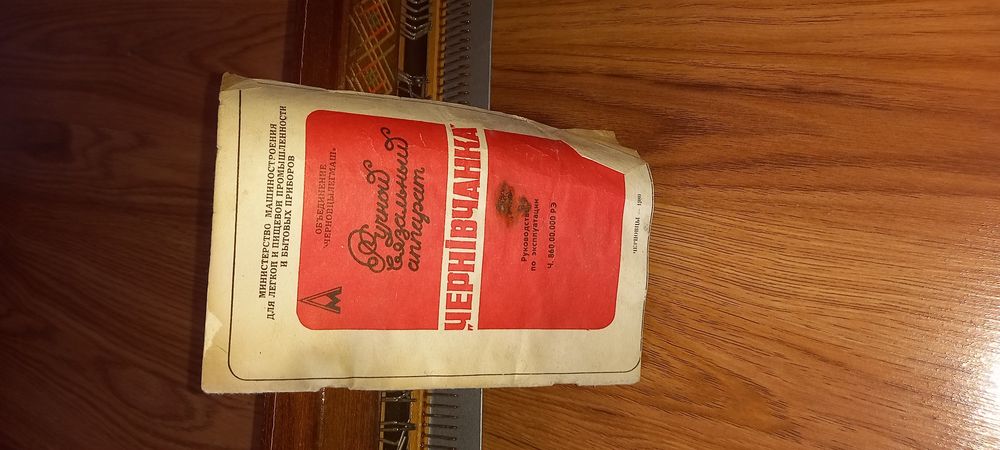 МИНИСТЕРСТВО МАШИНОСТРОЕНИЯ
ДЛЯ ЛЕГКОЙ И ПИЩЕВОЙ ПРОМЫШЛЕННОСТИ
И БЫТОВЫХ ПРИБОРОВ
ОБЪЕДИНЕНИЕ
"ЧЕРНОВЦЫЛЕГМАШ"
Ручной
вязальный
аппарат
"ЧЕРНІВЧАНКА"
Руководство
по эксплуатации
Ч. 860.00.000 РЭ
ЧЕРНОВЦЫ —